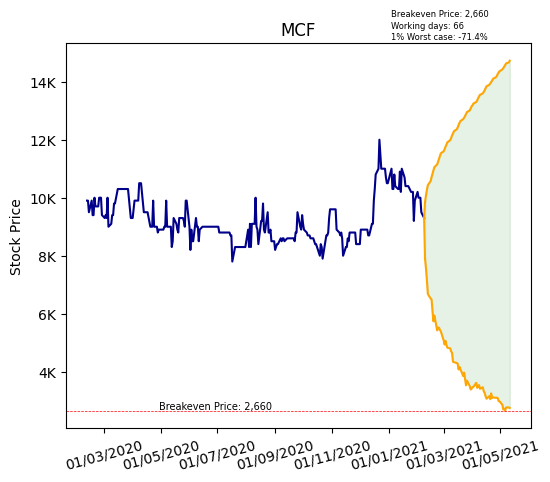 Breakeven Price: 2,660
Working days: 66
1% Worst case: -71.4%
MCF
Stock Price
14K
12K
10K
8K
6K
4K
Breakeven Price: 2,660
01/03/2020 01/05/2020 01/07/2020 01/09/2020 01/11/2020 01/01/2021 01/03/2021 01/05/2021